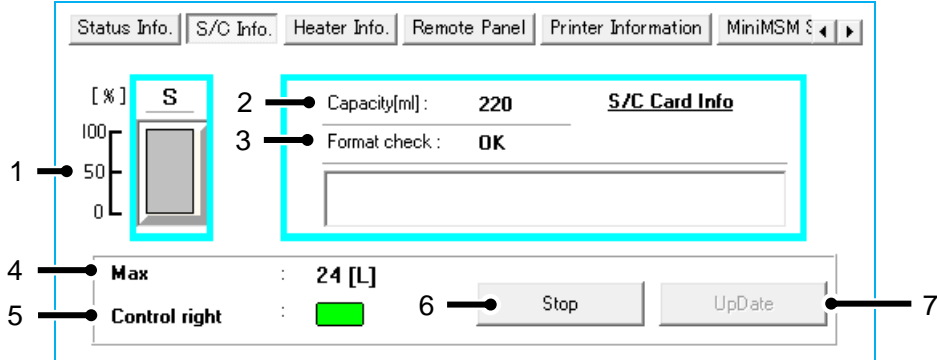 Status Info. S/C Info. Heater Info. Remote Panel Printer Information MiniMSM
[%] S
2 Capacity[ml] : 220 S/C Card Info
100
3 Format check : OK
1 50
0
4 Max : 24 [L]
6 Stop UpDate 7
5 Control right :